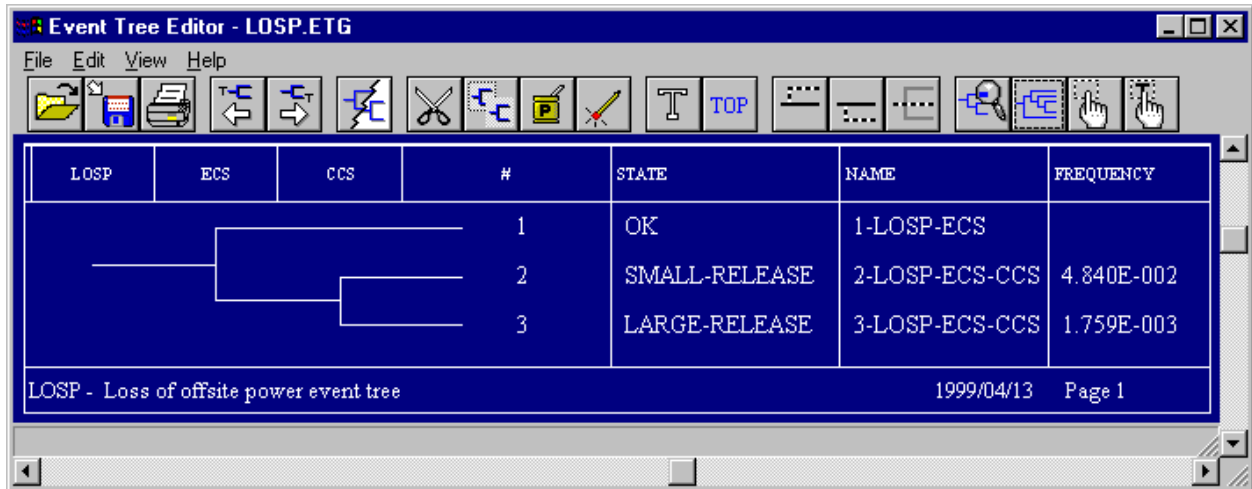 Event Tree Editor - LOSP.ETG
File Edit View Help
T T P T TOP T
LOSP ECS CCS # STATE NAME FREQUENCY
1 OK 1-LOSP-ECS
2 SMALL-RELEASE 2-LOSP-ECS-CCS 4.840E-002
3 LARGE-RELEASE 3-LOSP-ECS-CCS 1.759E-003
LOSP - Loss of offsite power event tree 1999/04/13 Page 1